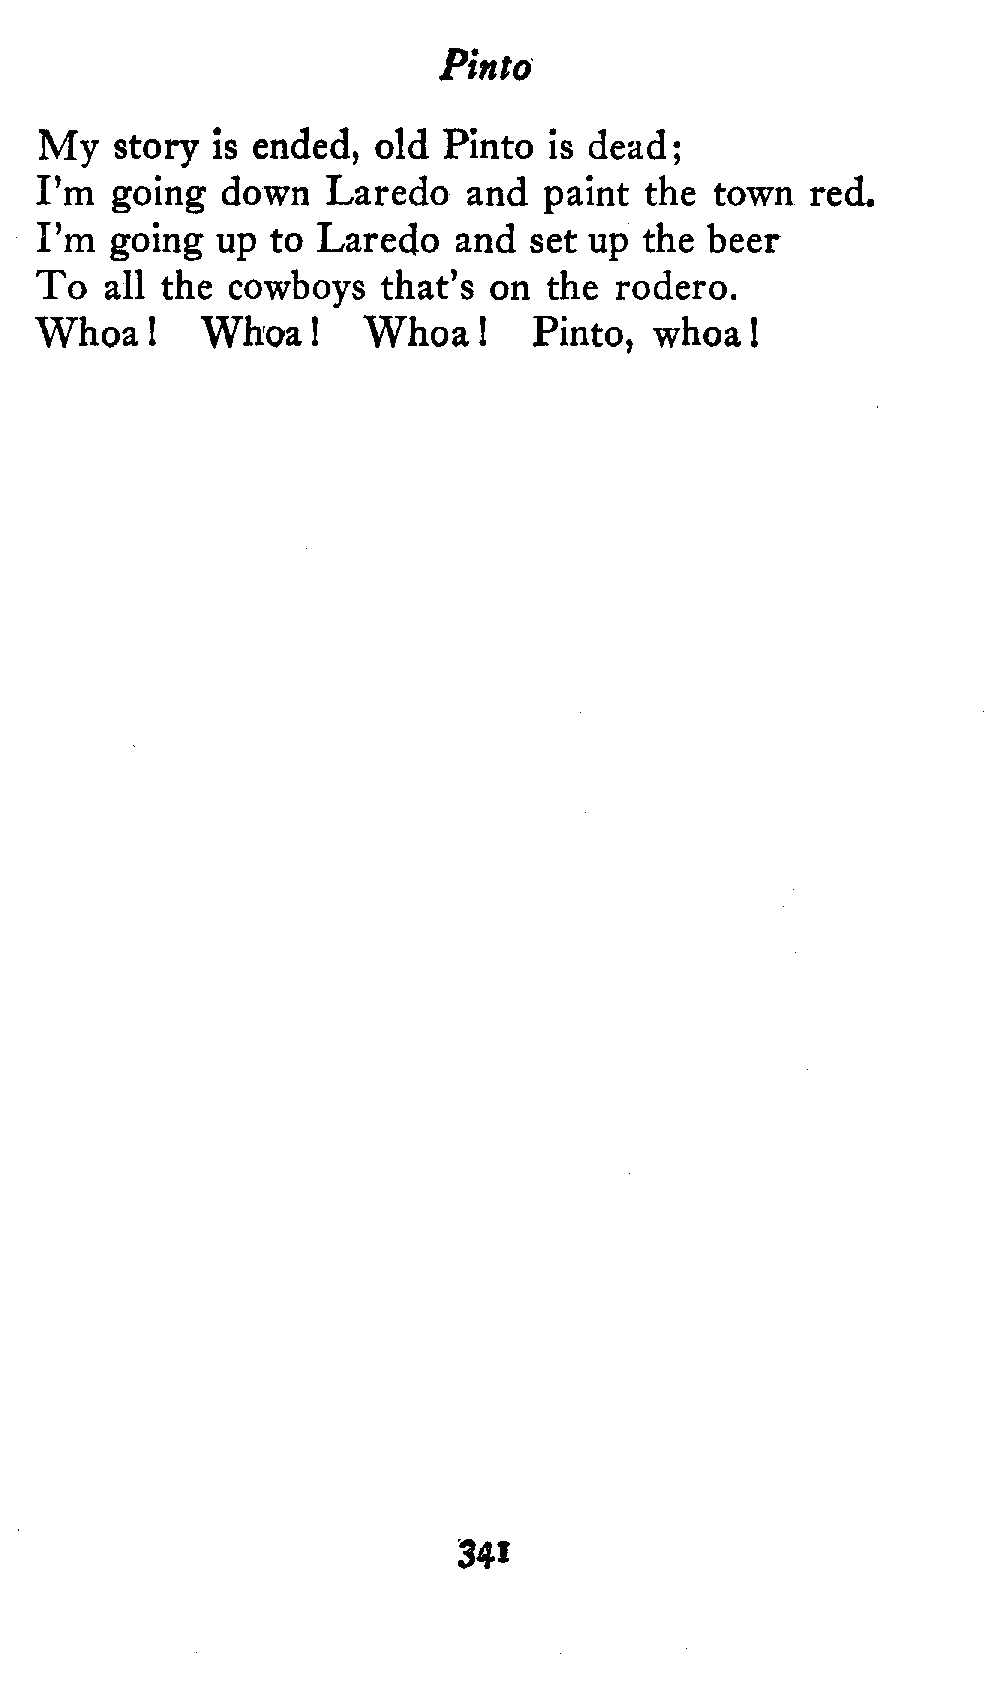 Pinto
My story is ended, old Pinto is dead;
I'm going down Laredo and paint the town red.
I'm going up to Laredo and set up the beer
To all the cowboys that's on the rodero.
Whoa! Whoa! Whoa! Pinto, whoa!
341